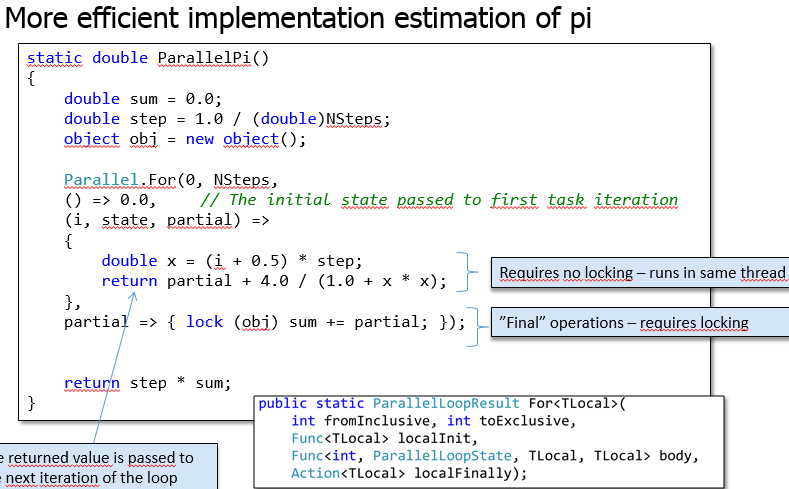 More efficient implementation estimation of pi
static double ParallelPi()
{
double sum = 0.0;
double step = 1.0 / (double)NSteps;
object obj = new object();
Parallel.For(0, NSteps,
() => 0.0,     // The initial state passed to first task iteration
(i, state, partial) =>
{
double x = (i + 0.5) * step;
return partial + 4.0 / (1.0 + x * x);
},
partial => { lock (obj) sum += partial; });
return step * sum;
}
Requires no locking – runs in same thread
”Final” operations – requires locking
e returned value is passed to
next iteration of the loop
public static ParallelLoopResult For<TLocal>(
int fromInclusive, int toExclusive,
Func<TLocal> localInit,
Func<int, ParallelLoopState, TLocal, TLocal> body,
Action<TLocal> localFinally);